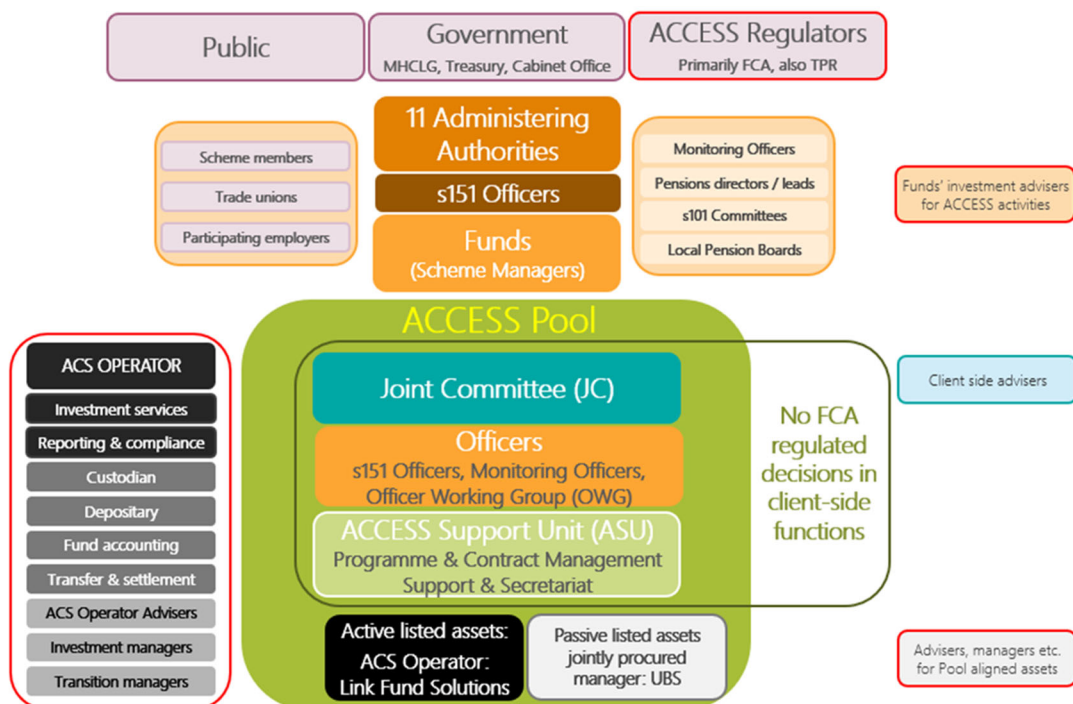 Public
Government
MHCLG, Treasury, Cabinet Office
ACCESS Regulators
Primarily FCA, also TPR
Scheme members
Trade unions
Participating employers
11 Administering
Authorities
s151 Officers
Funds
(Scheme Managers)
Monitoring Officers
Pensions directors / leads
s101 Committees
Local Pension Boards
Funds' investment advisers
for ACCESS activities
ACS OPERATOR
Investment services
Reporting & compliance
Custodian
Depositary
Fund accounting
Transfer & settlement
ACS Operator Advisers
Investment managers
Transition managers
ACCESS Pool
Joint Committee (JC)
Officers
s151 Officers, Monitoring Officers,
Officer Working Group (OWG)
ACCESS Support Unit (ASU)
Programme & Contract Management
Support & Secretariat
No FCA
regulated
decisions in
client-side
functions
Client side advisers
Active listed assets:
ACS Operator:
Link Fund Solutions
Passive listed assets
jointly procured
manager: UBS
Advisers, managers etc.
for Pool aligned assets